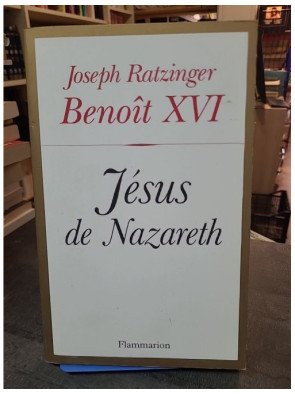 Joseph Ratzinger
Benoît XVI
Jésus
de Nazareth
Flammarion